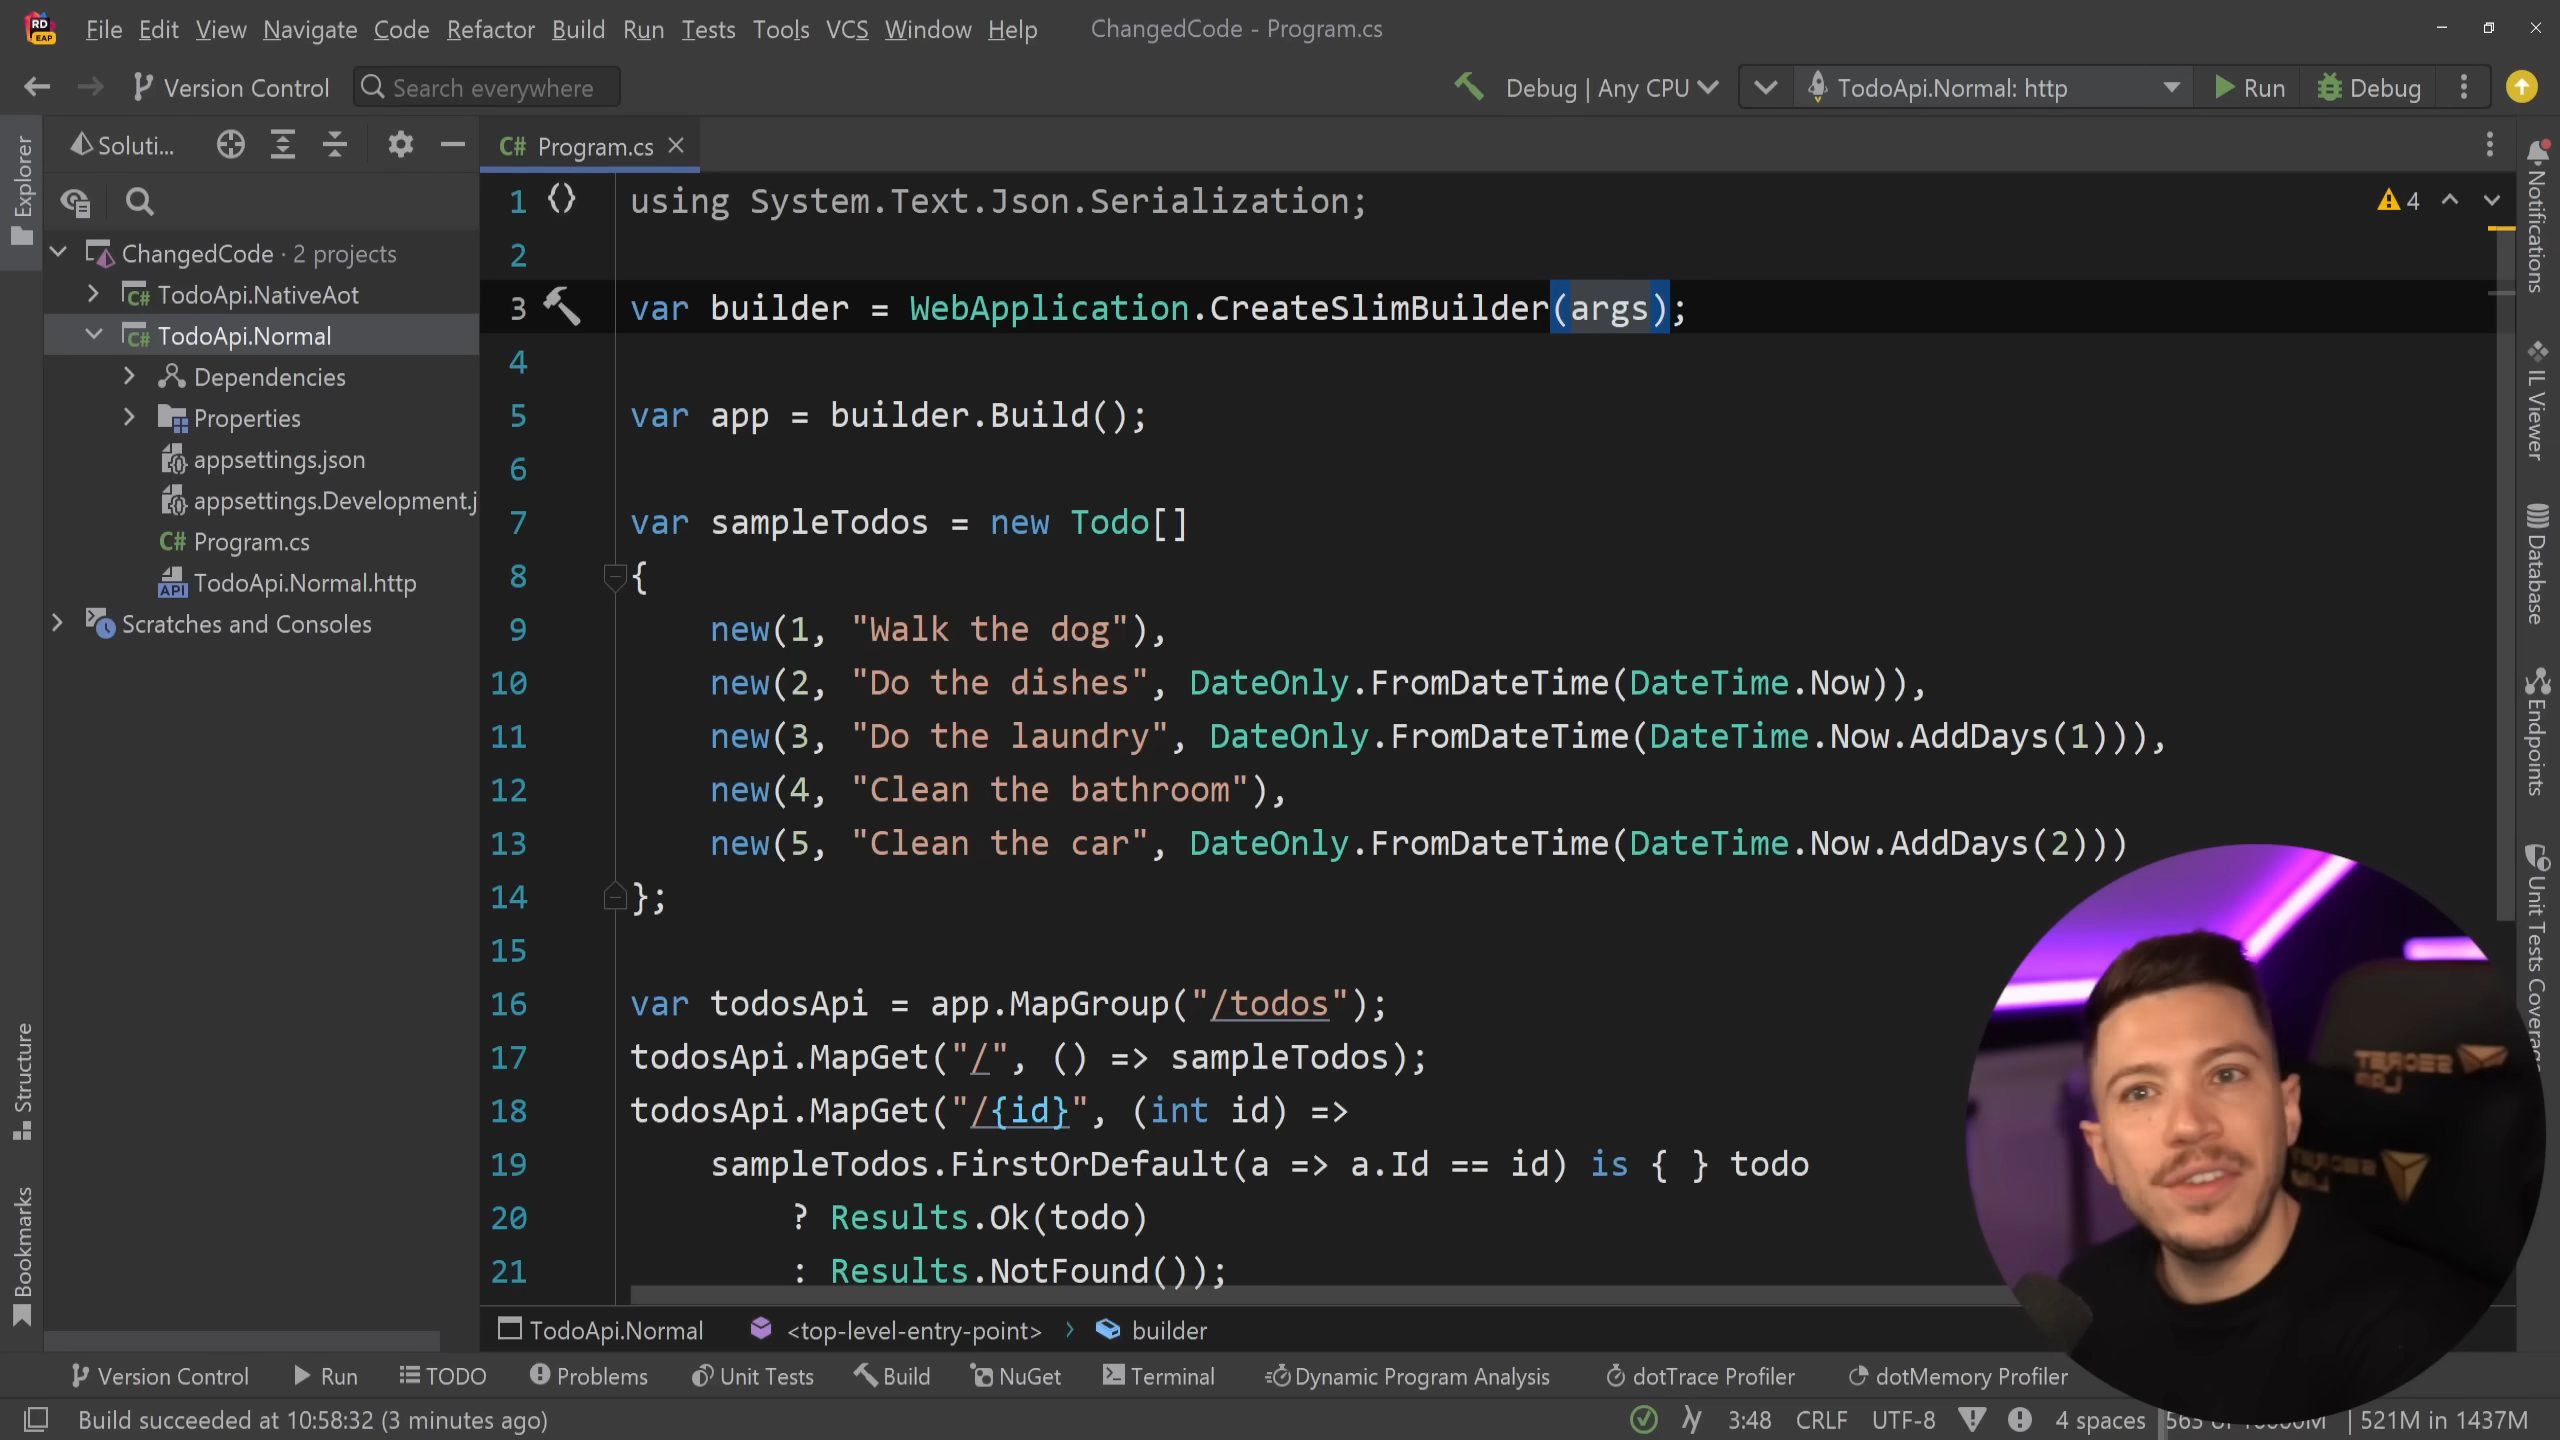 File Edit View Navigate Code Refactor Build Run Tests Tools VCS Window Help ChangedCode - Program.cs
Version Control Search everywhere Debug | Any CPU TodoApi.Normal: http Run Debug
Soluti... C# Program.cs
1 using System.Text.Json.Serialization; 4
2
3 var builder = WebApplication.CreateSlimBuilder(args);
4
5 var app = builder.Build();
6
7 var sampleTodos = new Todo[]
8 {
9 new(1, "Walk the dog"),
10 new(2, "Do the dishes", DateOnly.FromDateTime(DateTime.Now)),
11 new(3, "Do the laundry", DateOnly.FromDateTime(DateTime.Now.AddDays(1))),
12 new(4, "Clean the bathroom"),
13 new(5, "Clean the car", DateOnly.FromDateTime(DateTime.Now.AddDays(2)))
14 };
15
16 var todosApi = app.MapGroup("/todos");
17 todosApi.MapGet("/", () => sampleTodos);
18 todosApi.MapGet("/{id}", (int id) =>
19 sampleTodos.FirstOrDefault(a => a.Id == id) is { } todo
20 ? Results.Ok(todo)
21 : Results.NotFound());
ChangedCode · 2 projects
C# TodoApi.NativeAot
C# TodoApi.Normal
Dependencies
Properties
appsettings.json
appsettings.Development.j
C# Program.cs
API TodoApi.Normal.http
Scratches and Consoles
Explorer
Structure
Bookmarks
Notifications
IL Viewer
Database
Endpoints
Unit Tests Coverage
SECRET
LAB
SECRET
LAB
TodoApi.Normal <top-level-entry-point> builder
Version Control Run TODO Problems Unit Tests Build NuGet Terminal Dynamic Program Analysis dotTrace Profiler dotMemory Profiler
Build succeeded at 10:58:32 (3 minutes ago) 3:48 CRLF UTF-8 4 spaces 521M in 1437M